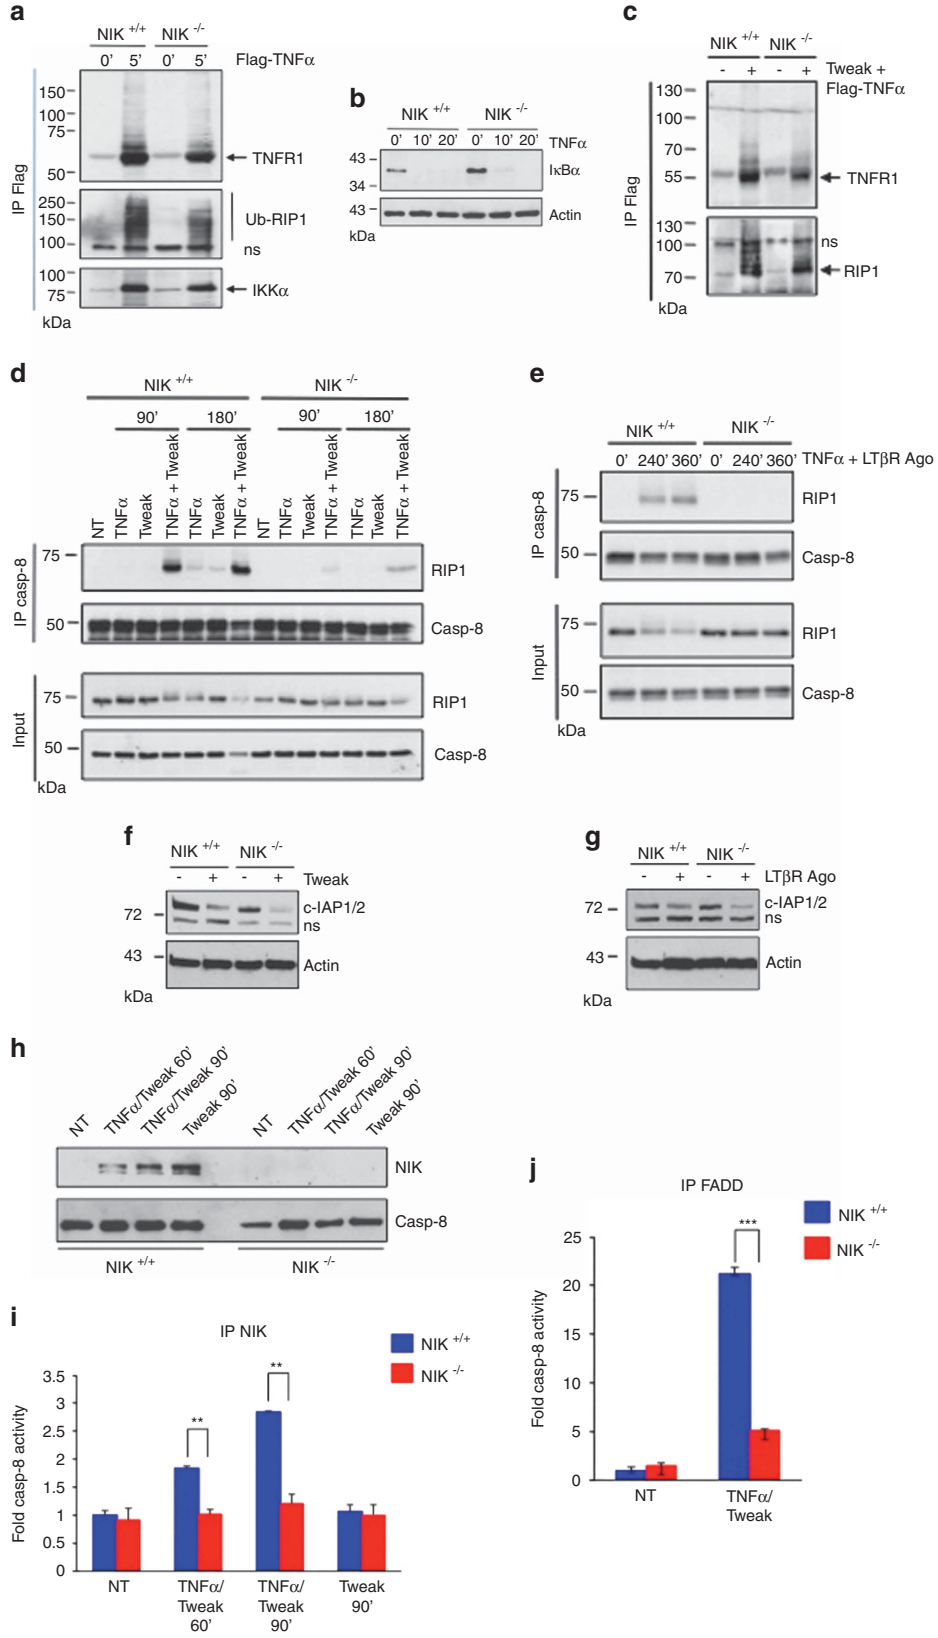 a
NIK +/+ NIK -/-
0' 5' 0' 5' Flag-TNFα
IP Flag
150
100
75
50
TNFR1
250
150
100
Ub-RIP1
ns
100
75
IKKα
kDa
b
NIK +/+ NIK -/-
0' 10' 20' 0' 10' 20' TNFα
43
34
IκBα
43
Actin
kDa
c
NIK +/+ NIK -/-
- + - + Tweak +
Flag-TNFα
IP Flag
130
100
70
55
TNFR1
130
100
70
ns
RIP1
kDa
d
NIK +/+ NIK -/-
90' 180' 90' 180'
NT TNFα Tweak TNFα + Tweak TNFα Tweak TNFα + Tweak NT TNFα Tweak TNFα + Tweak TNFα Tweak TNFα + Tweak
IP casp-8
75
RIP1
50
Casp-8
Input
75
RIP1
50
Casp-8
kDa
e
NIK +/+ NIK -/-
0' 240' 360' 0' 240' 360' TNFα + LTβR Ago
IP casp-8
75
RIP1
50
Casp-8
Input
75
RIP1
50
Casp-8
kDa
f
NIK +/+ NIK -/-
- + - + Tweak
72
c-IAP1/2
ns
43
Actin
kDa
g
NIK +/+ NIK -/-
- + - + LTβR Ago
72
c-IAP1/2
ns
43
Actin
kDa
h
NT TNFα/Tweak 60' TNFα/Tweak 90' Tweak 90' NT TNFα/Tweak 60' TNFα/Tweak 90' Tweak 90'
NIK
Casp-8
NIK +/+ NIK -/-
i
IP NIK
NIK +/+
NIK -/-
Fold casp-8 activity
3.5
3
2.5
2
1.5
1
0.5
0
**
**
NT TNFα/ TNFα/ Tweak
Tweak Tweak 90'
60' 90'
j
IP FADD
NIK +/+
NIK -/-
Fold casp-8 activity
25
20
15
10
5
0
***
NT TNFα/
Tweak